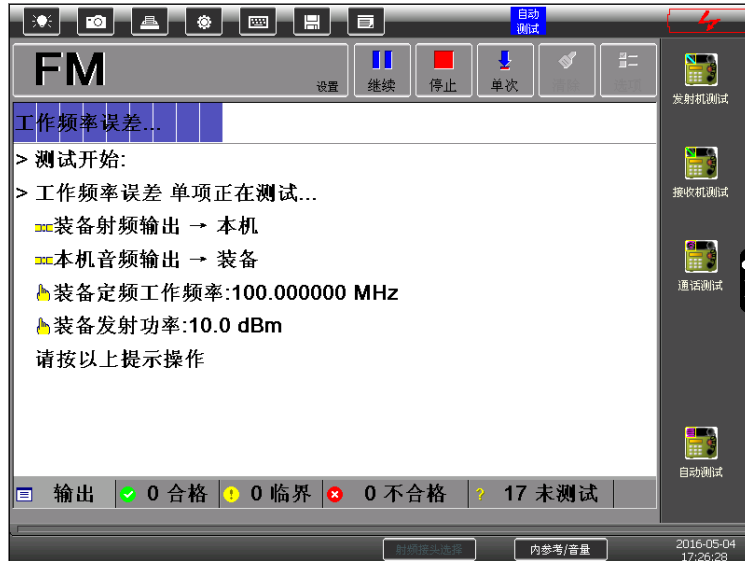 自动
测试
FM
设置
继续
停止
单次
清除
选项
发射机测试
工作频率误差...
> 测试开始:
> 工作频率误差 单项正在测试...
装备射频输出 → 本机
接收机测试
本机音频输出 → 装备
装备定频工作频率:100.000000 MHz
通话测试
装备发射功率:10.0 dBm
请按以上提示操作
自动测试
输出 0 合格 0 临界 0 不合格 ? 17 未测试
射频接头选择
内参考/音量
2016-05-04
17:26:28